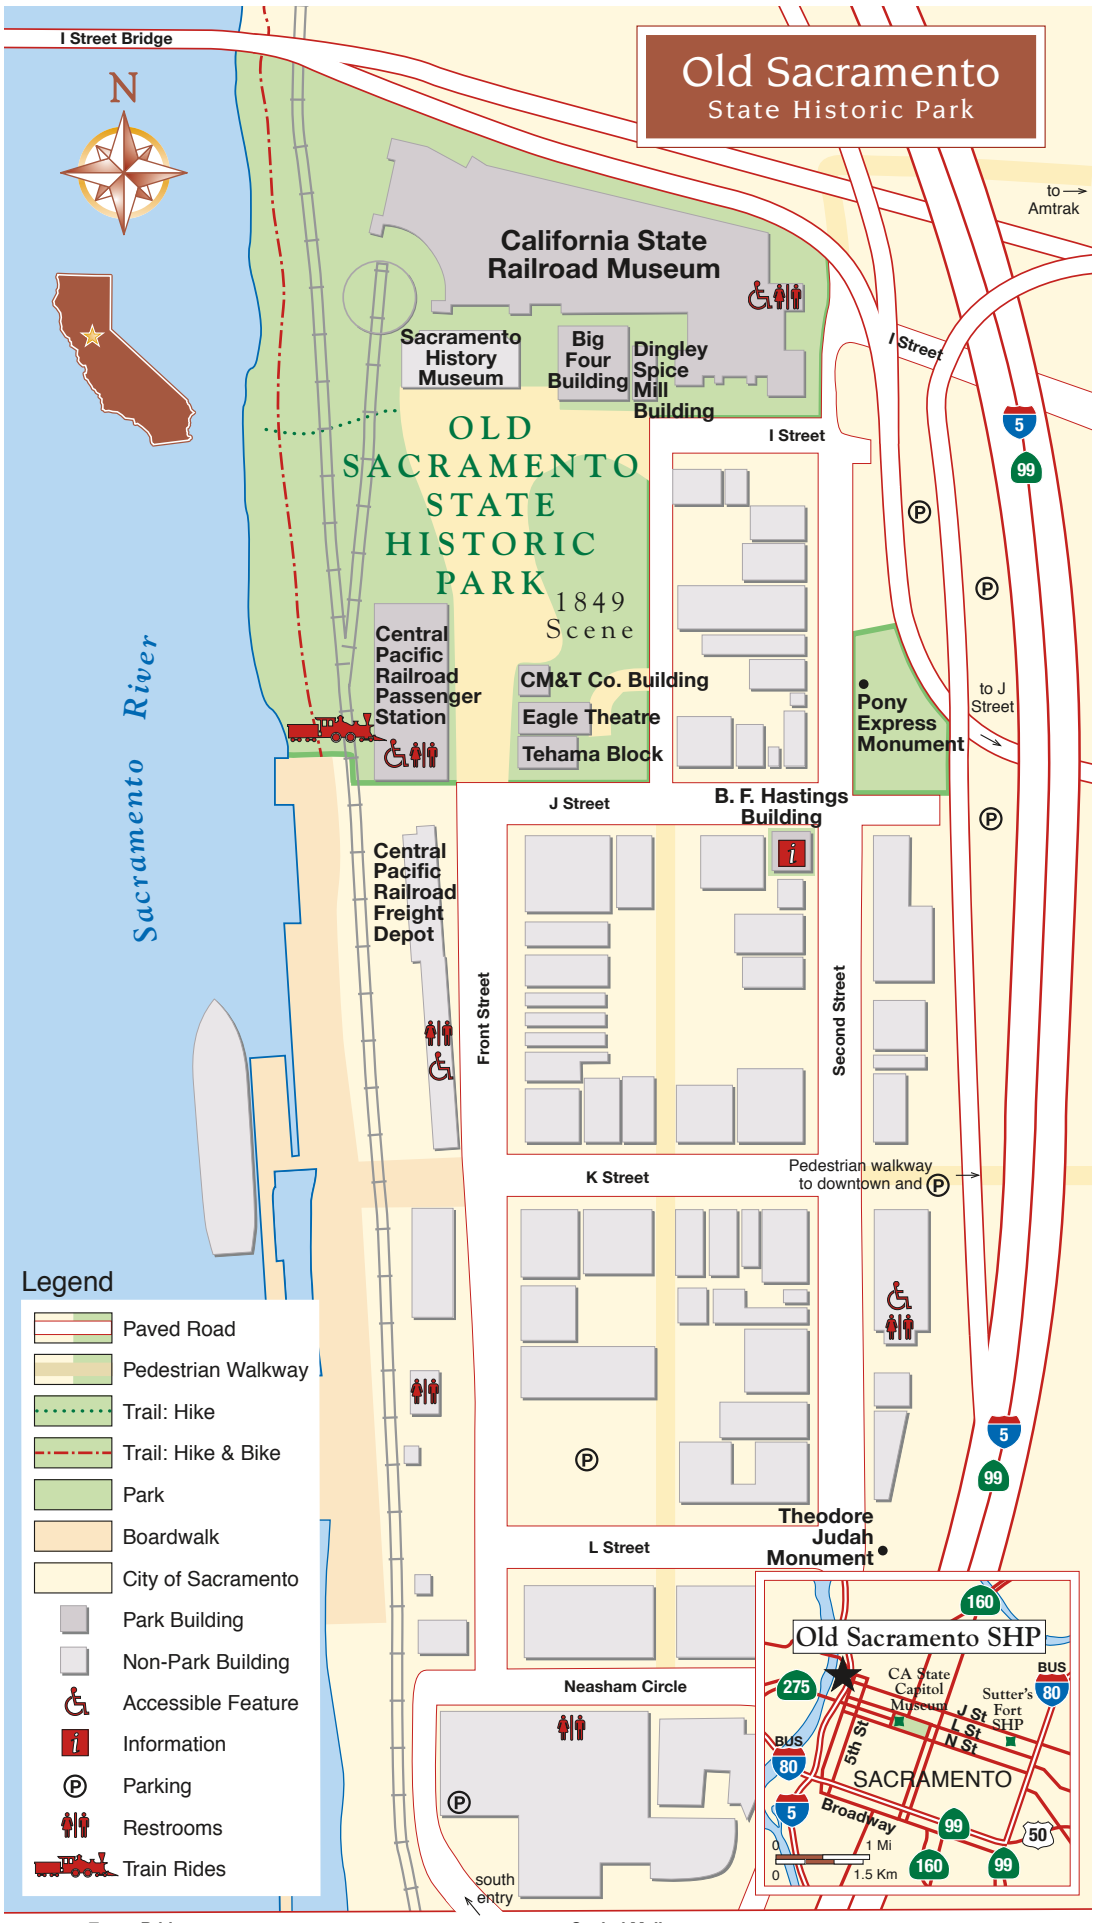 I Street Bridge
Old Sacramento
State Historic Park
N
to
Amtrak
California State
Railroad Museum
I Street
Sacramento
History
Museum
Big
Four
Building
Dingley
Spice
Mill
Building
5
99
I Street
OLD
SACRAMENTO
STATE
HISTORIC
PARK
P
P
1849
Scene
Central
Pacific
Railroad
Passenger
Station
CM&T Co. Building
Eagle Theatre
Tehama Block
Pony
Express
Monument
to J
Street
Sacramento River
J Street
B. F. Hastings
Building
i
P
Central
Pacific
Railroad
Freight
Depot
Front Street
Second Street
K Street
Pedestrian walkway
to downtown and P
P
5
99
Theodore
Judah
Monument
L Street
Neasham Circle
P
south
entry
Legend
Paved Road
Pedestrian Walkway
Trail: Hike
Trail: Hike & Bike
Park
Boardwalk
City of Sacramento
Park Building
Non-Park Building
Accessible Feature
i Information
P Parking
Restrooms
Train Rides
160
Old Sacramento SHP
275
CA State
Capitol
Museum
Sutter's
Fort
SHP
BUS
80
J St
L St
N St
5th St
BUS
80
SACRAMENTO
5
Broadway
99
50
160
99
0 1 Mi
0 1.5 Km